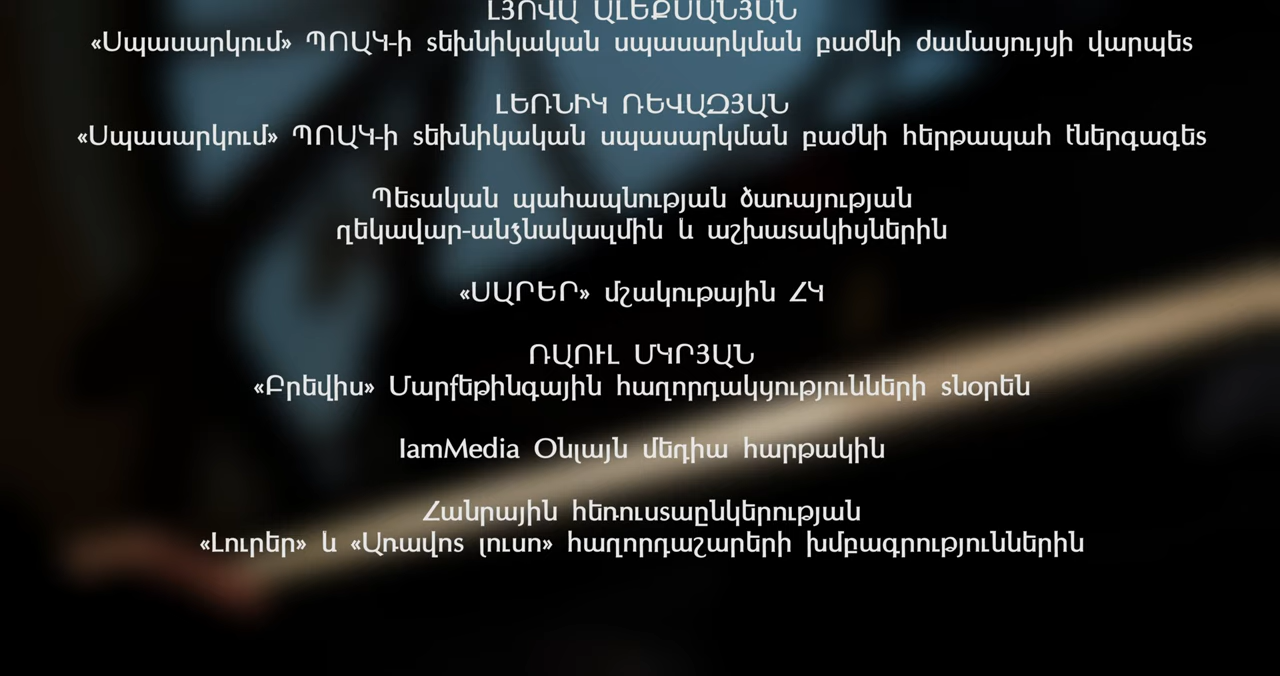 ԼՅՈՎԱ ԱԼԵՔՍԱՆՅԱՆ
«Սպասարկում» ՊՈԱԿ-ի տեխնիկական սպասարկման բաժնի ժամացույցի վարպետ
ԼԵՌՆԻԿ ՌԵՎԱԶՅԱՆ
«Սպասարկում» ՊՈԱԿ-ի տեխնիկական սպասարկման բաժնի հերթապահ էներգագետ
Պետական պահպանության ծառայության
ղեկավար-անձնակազմին և աշխատակիցներին
«ՍԱՐԵՐ» մշակութային ՀԿ
ՌԱՈՒԼ ՄԿՐՅԱՆ
«Բրեվիս» Մարքեթինգային հաղորդակցությունների տնօրեն
IamMedia Օնլայն մեդիա հարթակին
Հանրային հեռուստաընկերության
«Լուրեր» և «Առավոտ լուսո» հաղորդաշարերի խմբագրություններին